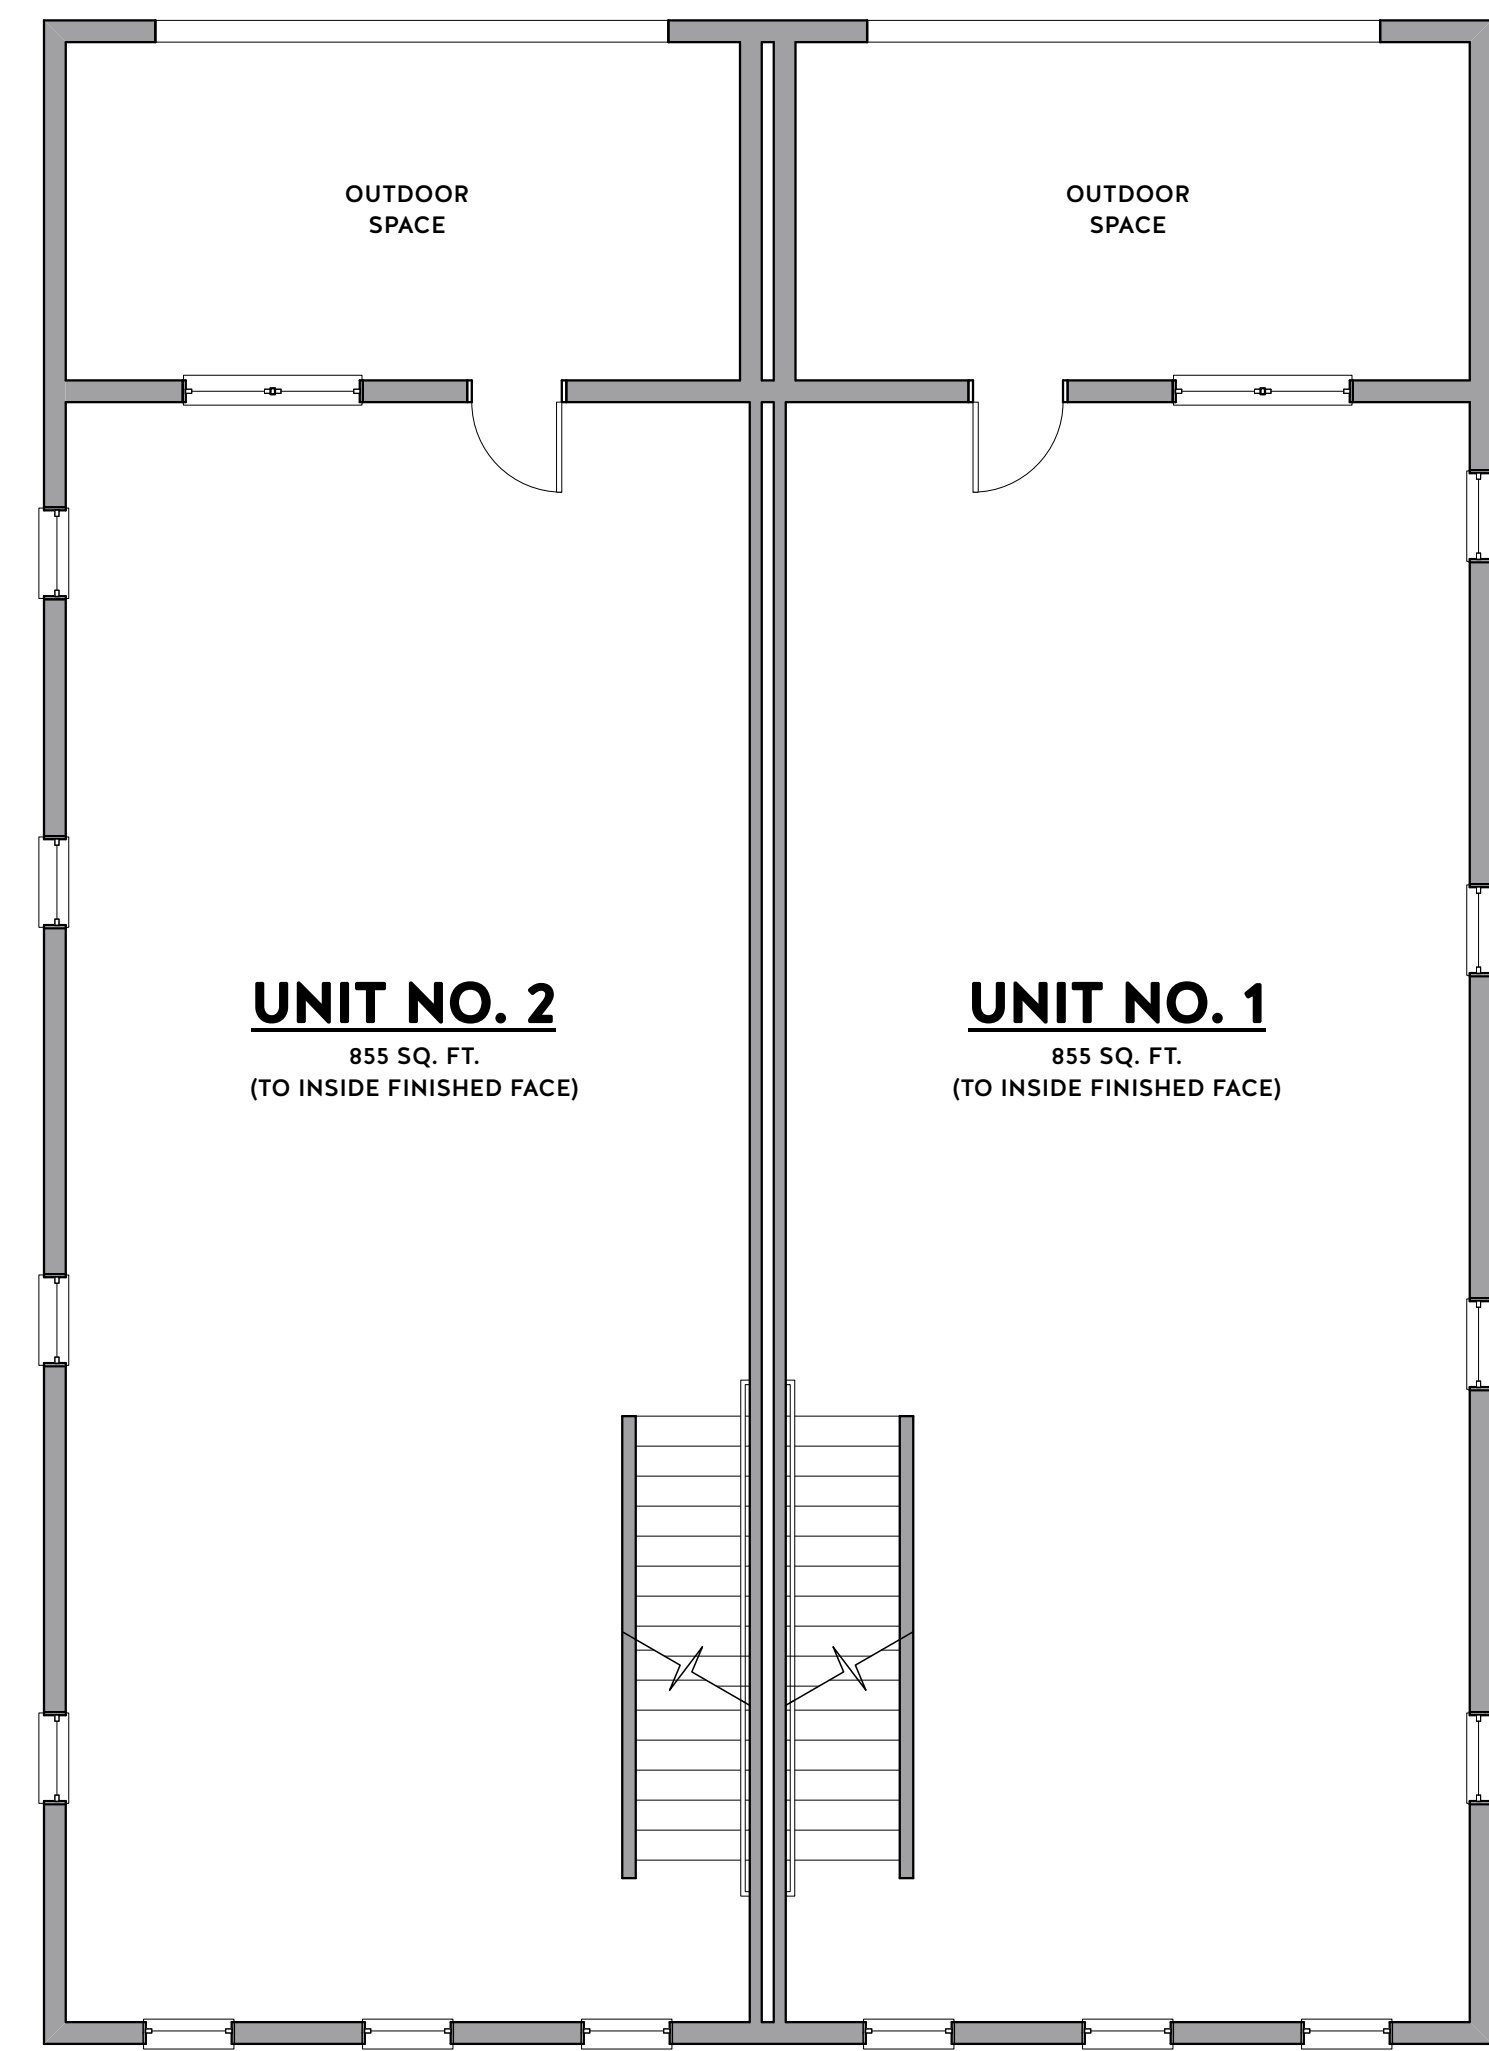 OUTDOOR
SPACE
OUTDOOR
SPACE
UNIT NO. 2
855 SQ. FT.
(TO INSIDE FINISHED FACE)
UNIT NO. 1
855 SQ. FT.
(TO INSIDE FINISHED FACE)